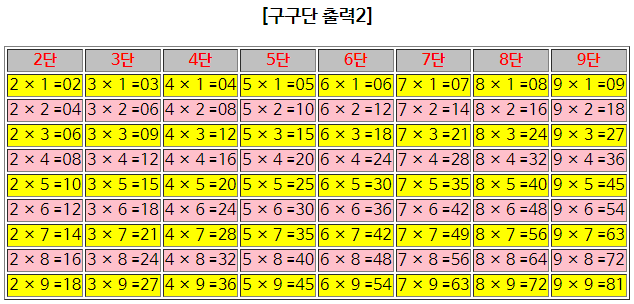 [구구단 출력2]
2단 3단 4단 5단 6단 7단 8단 9단
2 × 1 =02 3 × 1 =03 4 × 1 =04 5 × 1 =05 6 × 1 =06 7 × 1 =07 8 × 1 =08 9 × 1 =09
2 × 2 =04 3 × 2 =06 4 × 2 =08 5 × 2 =10 6 × 2 =12 7 × 2 =14 8 × 2 =16 9 × 2 =18
2 × 3 =06 3 × 3 =09 4 × 3 =12 5 × 3 =15 6 × 3 =18 7 × 3 =21 8 × 3 =24 9 × 3 =27
2 × 4 =08 3 × 4 =12 4 × 4 =16 5 × 4 =20 6 × 4 =24 7 × 4 =28 8 × 4 =32 9 × 4 =36
2 × 5 =10 3 × 5 =15 4 × 5 =20 5 × 5 =25 6 × 5 =30 7 × 5 =35 8 × 5 =40 9 × 5 =45
2 × 6 =12 3 × 6 =18 4 × 6 =24 5 × 6 =30 6 × 6 =36 7 × 6 =42 8 × 6 =48 9 × 6 =54
2 × 7 =14 3 × 7 =21 4 × 7 =28 5 × 7 =35 6 × 7 =42 7 × 7 =49 8 × 7 =56 9 × 7 =63
2 × 8 =16 3 × 8 =24 4 × 8 =32 5 × 8 =40 6 × 8 =48 7 × 8 =56 8 × 8 =64 9 × 8 =72
2 × 9 =18 3 × 9 =27 4 × 9 =36 5 × 9 =45 6 × 9 =54 7 × 9 =63 8 × 9 =72 9 × 9 =81